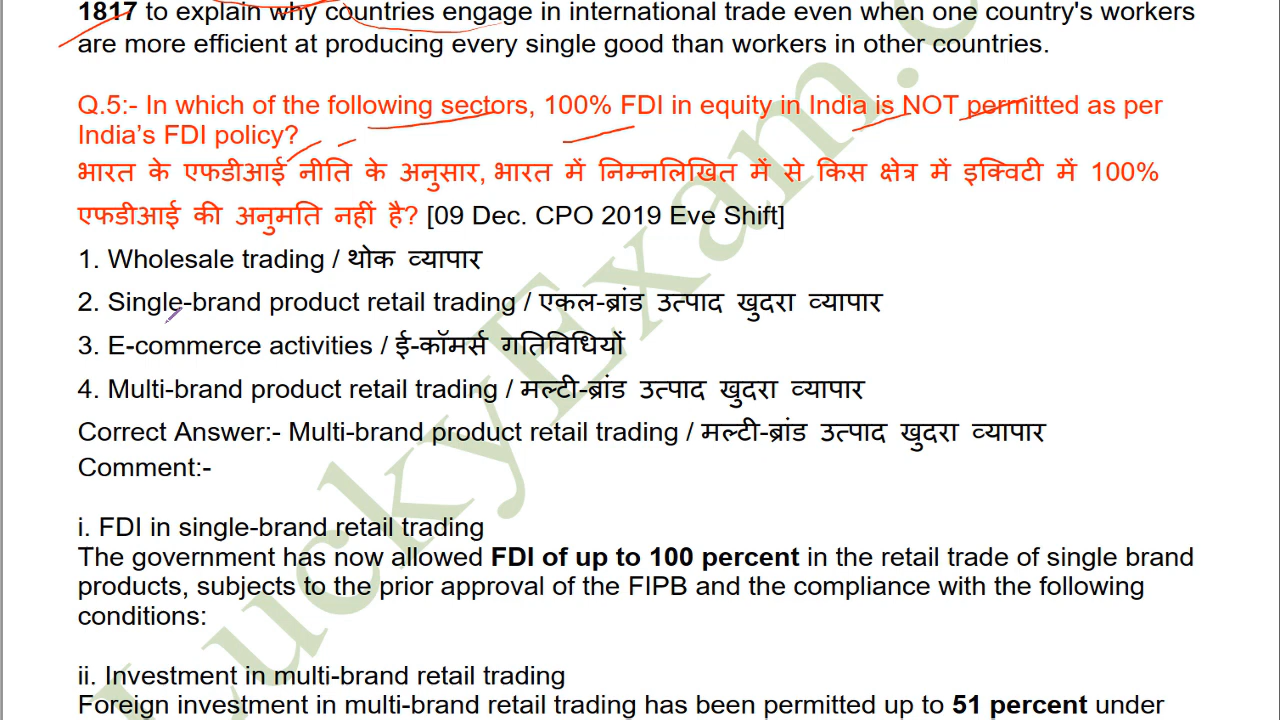 1817 to explain why countries engage in international trade even when one country's workers
are more efficient at producing every single good than workers in other countries.
Q.5:- In which of the following sectors, 100% FDI in equity in India is NOT permitted as per
India's FDI policy?
भारत के एफडीआई नीति के अनुसार, भारत में निम्नलिखित में से किस क्षेत्र में इक्विटी में 100%
एफडीआई की अनुमति नहीं है? [09 Dec. CPO 2019 Eve Shift]
1. Wholesale trading / थोक व्यापार
2. Single-brand product retail trading / एकल-ब्रांड उत्पाद खुदरा व्यापार
3. E-commerce activities / ई-कॉमर्स गतिविधियों
4. Multi-brand product retail trading / मल्टी-ब्रांड उत्पाद खुदरा व्यापार
Correct Answer:- Multi-brand product retail trading / मल्टी-ब्रांड उत्पाद खुदरा व्यापार
Comment:-
i. FDI in single-brand retail trading
The government has now allowed FDI of up to 100 percent in the retail trade of single brand
products, subjects to the prior approval of the FIPB and the compliance with the following
conditions:
ii. Investment in multi-brand retail trading
Foreign investment in multi-brand retail trading has been permitted up to 51 percent under
LuckyExam.c